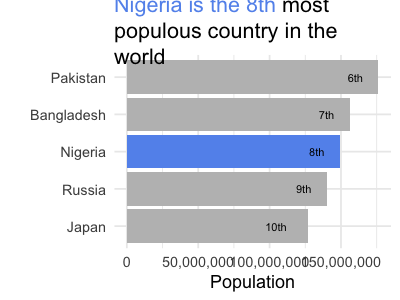 Nigeria is the 8th most
populous country in the
world
Pakistan
6th
Bangladesh
7th
Nigeria
8th
Russia
9th
Japan
10th
0 50,000,000 100,000,000 150,000,000
Population